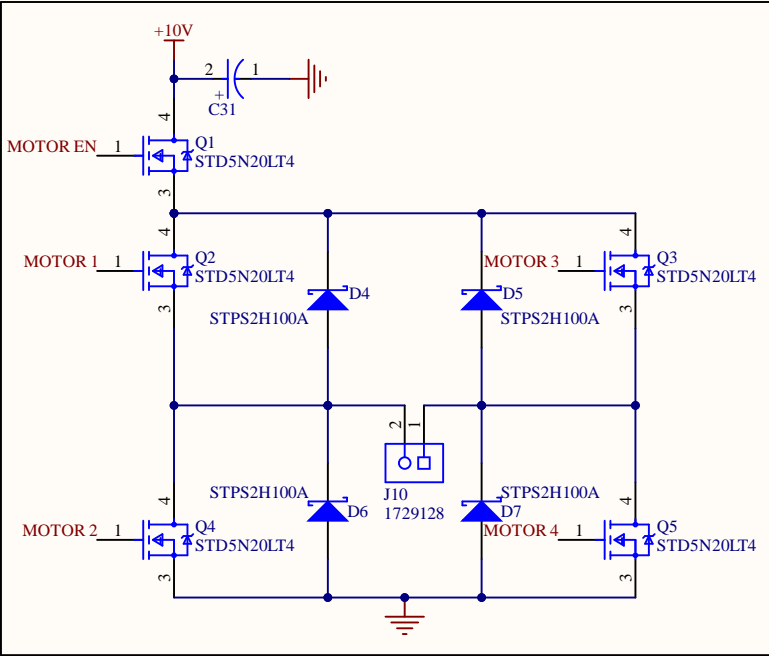 +10V
2 1
+
C31
4
MOTOR EN 1 Q1
STD5N20LT4
3
4 4
MOTOR 1 1 Q2 MOTOR 3 1 Q3
STD5N20LT4 STD5N20LT4
D4 D5
STPS2H100A STPS2H100A
3 3
2 1
J10
1729128
4 4
STPS2H100A STPS2H100A
D6 D7
MOTOR 2 1 Q4 MOTOR 4 1 Q5
STD5N20LT4 STD5N20LT4
3 3